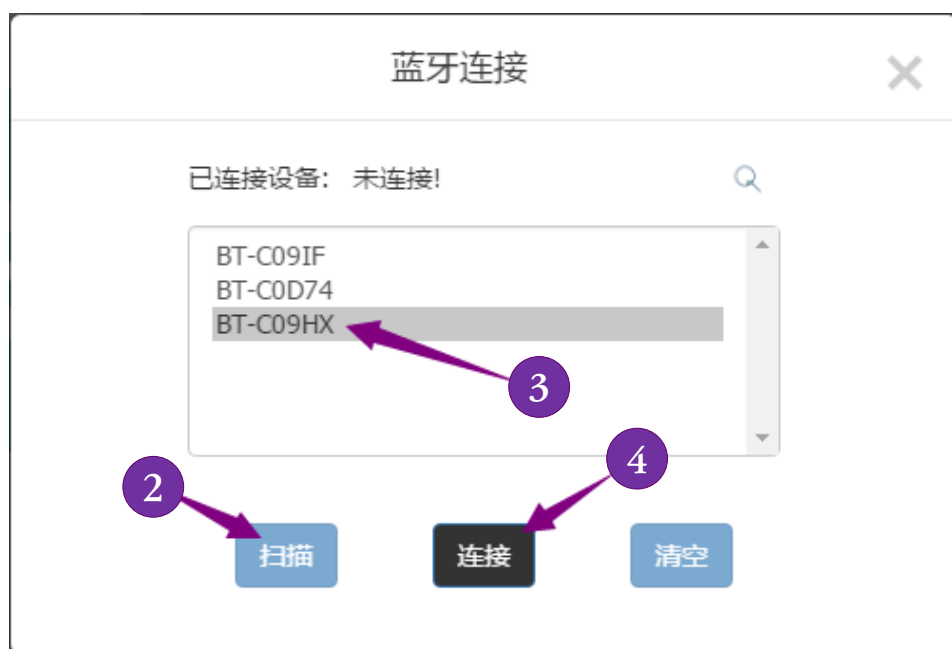 蓝牙连接
已连接设备: 未连接!
BT-C09IF
BT-C0D74
BT-C09HX
3
4
2
扫描 连接 清空